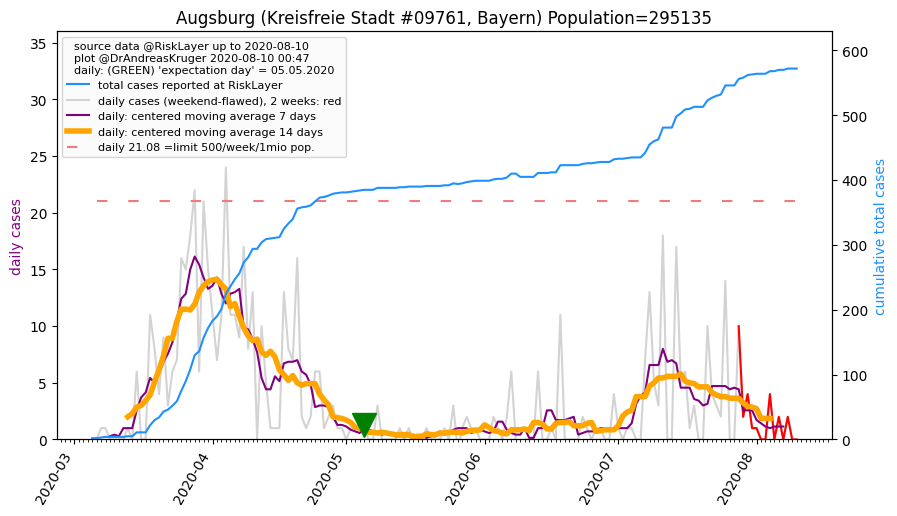 Augsburg (Kreisfreie Stadt #09761, Bayern) Population=295135
source data @RiskLayer up to 2020-08-10
plot @DrAndreasKruger 2020-08-10 00:47
daily: (GREEN) 'expectation day' = 05.05.2020
total cases reported at RiskLayer
daily cases (weekend-flawed), 2 weeks: red
daily: centered moving average 7 days
daily: centered moving average 14 days
daily 21.08 =limit 500/week/1mio pop.
daily cases
35
30
25
20
15
10
5
0
cumulative total cases
600
500
400
300
200
100
0
2020-03
2020-04
2020-05
2020-06
2020-07
2020-08